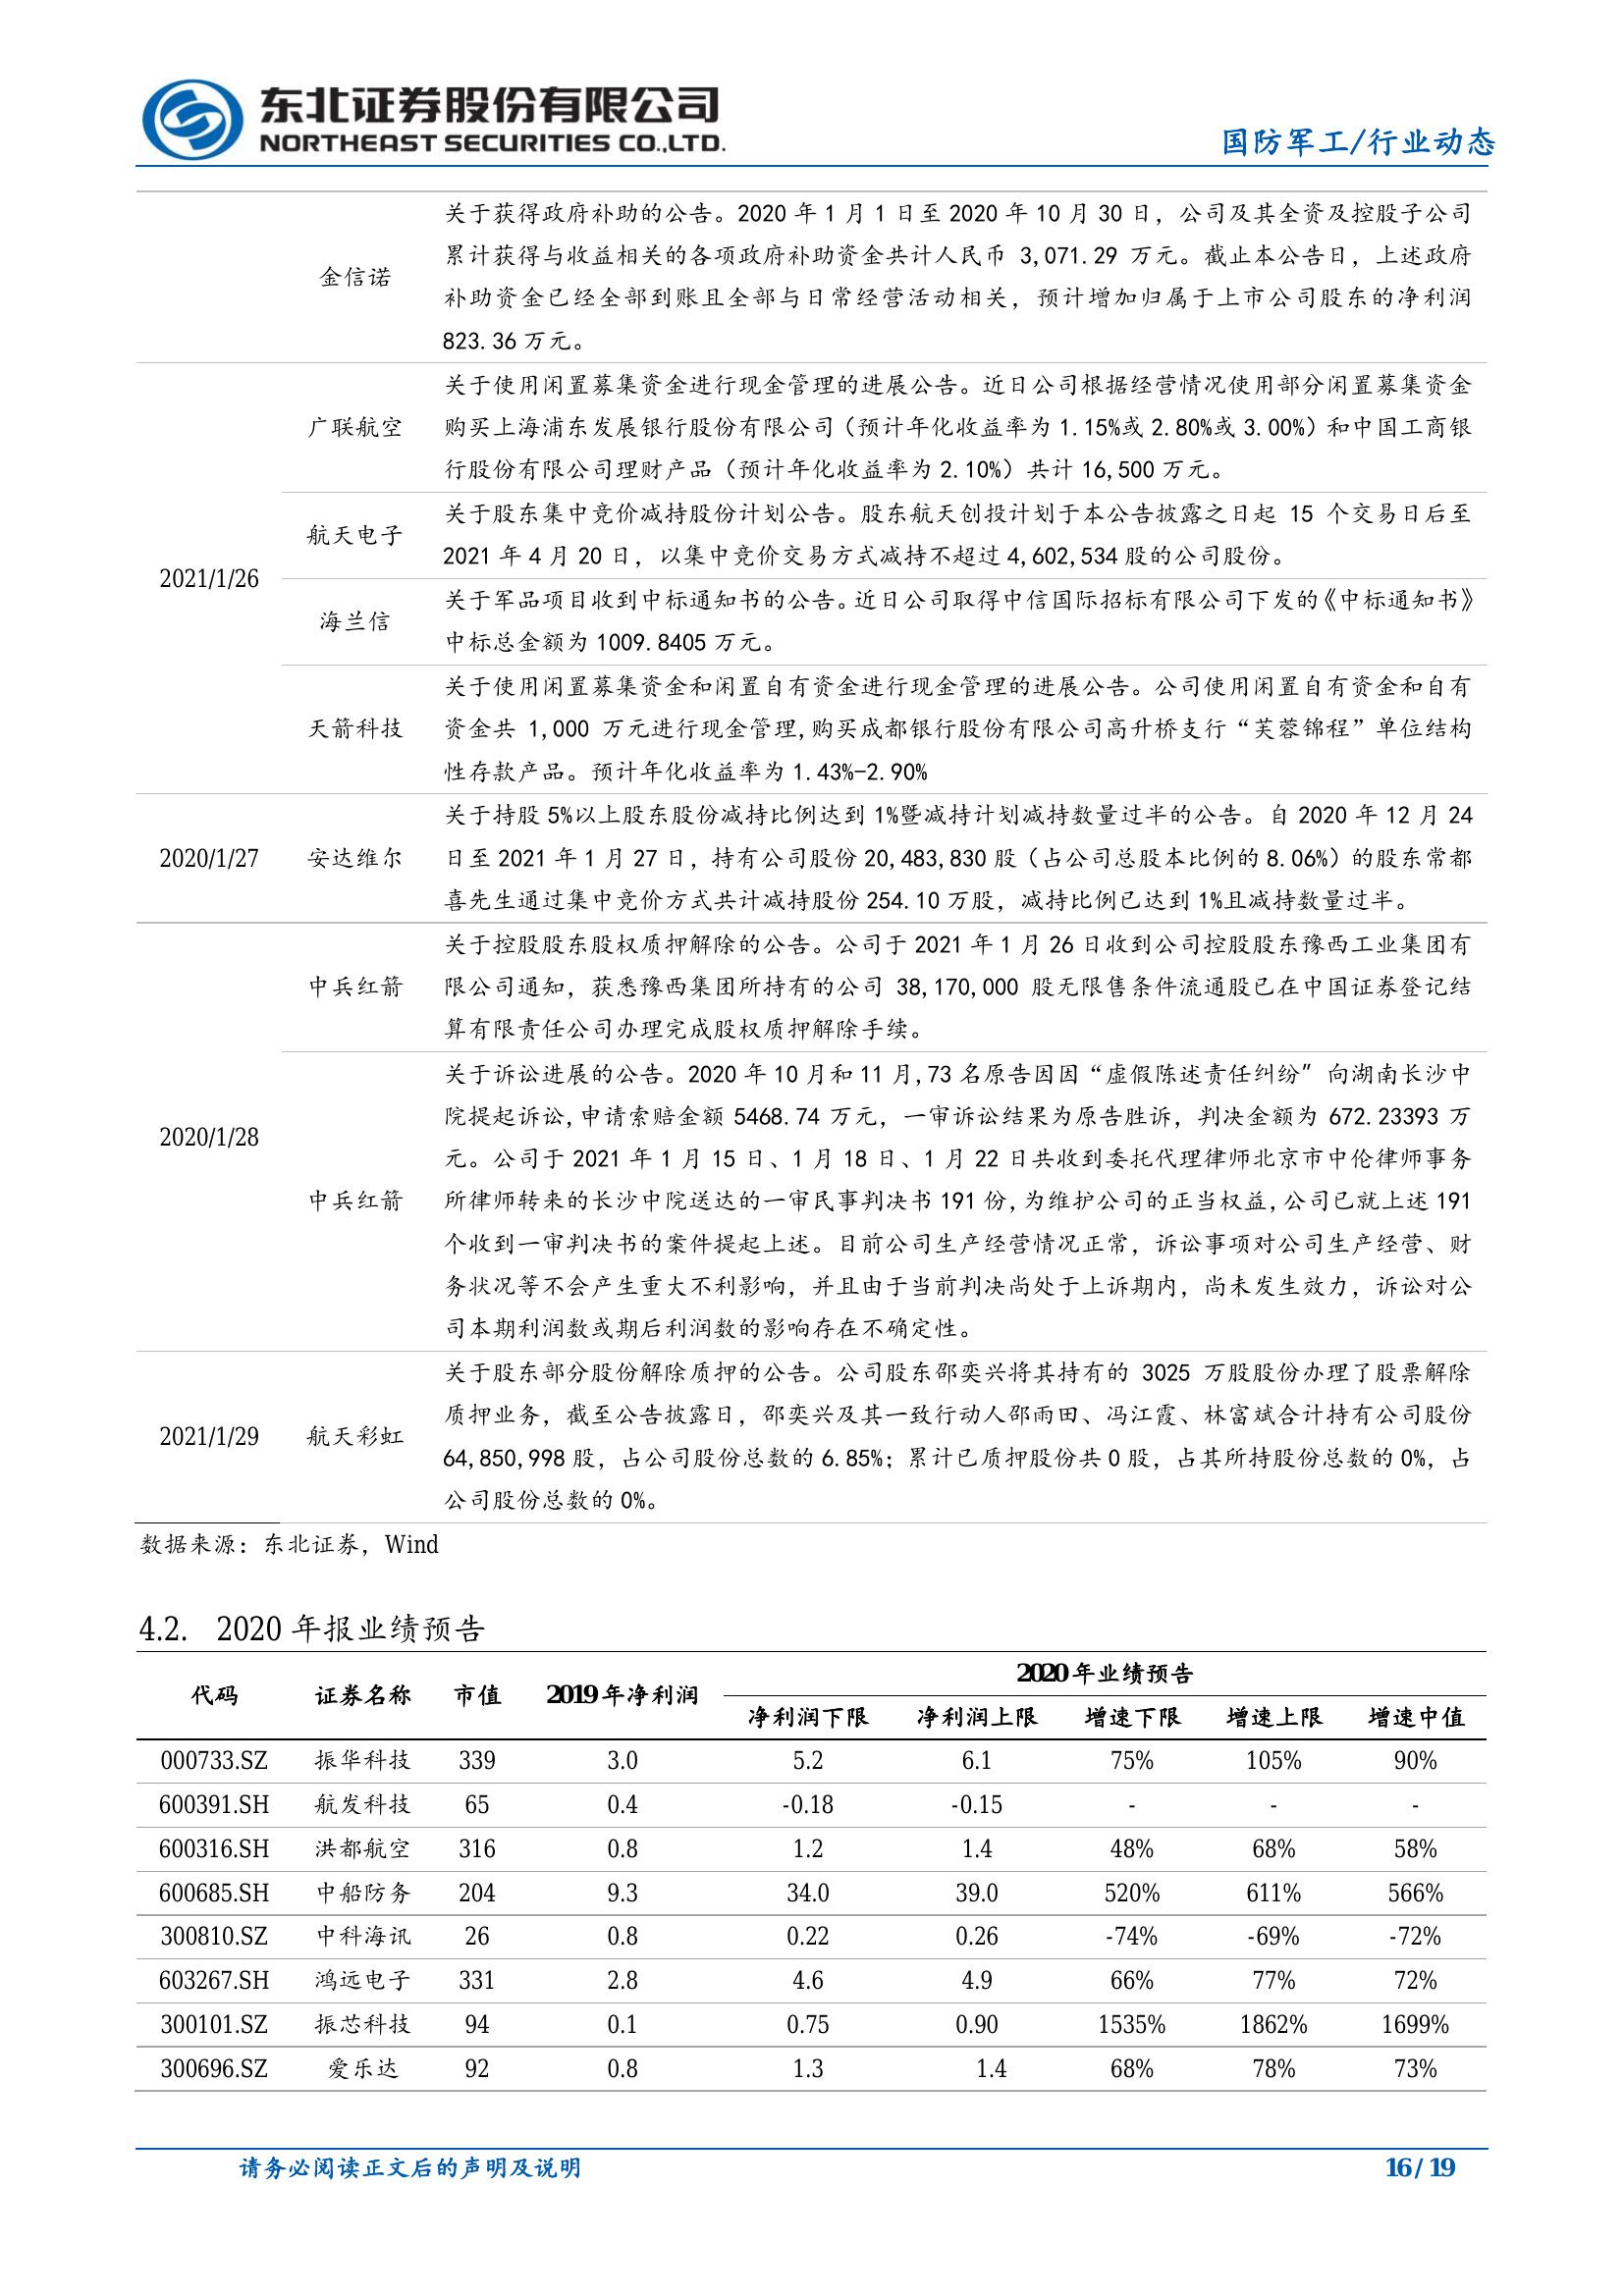 东北证券股份有限公司
NORTHEAST SECURITIES CO.,LTD.
国防军工/行业动态
关于获得政府补助的公告。2020 年 1 月 1 日至 2020 年 10 月 30 日，公司及其全资及控股子公司
累计获得与收益相关的各项政府补助资金共计人民币 3,071.29 万元。截止本公告日，上述政府
金信诺
补助资金已经全部到账且全部与日常经营活动相关，预计增加归属于上市公司股东的净利润
823.36 万元。
关于使用闲置募集资金进行现金管理的进展公告。近日公司根据经营情况使用部分闲置募集资金
广联航空 购买上海浦东发展银行股份有限公司（预计年化收益率为 1.15%或 2.80%或 3.00%）和中国工商银
行股份有限公司理财产品（预计年化收益率为 2.10%）共计 16,500 万元。
关于股东集中竞价减持股份计划公告。股东航天创投计划于本公告披露之日起 15 个交易日后至
航天电子
2021 年 4 月 20 日，以集中竞价交易方式减持不超过 4,602,534 股的公司股份。
2021/1/26
关于军品项目收到中标通知书的公告。近日公司取得中信国际招标有限公司下发的《中标通知书》
海兰信
中标总金额为 1009.8405 万元。
关于使用闲置募集资金和闲置自有资金进行现金管理的进展公告。公司使用闲置自有资金和自有
天箭科技 资金共 1,000 万元进行现金管理,购买成都银行股份有限公司高升桥支行“芙蓉锦程”单位结构
性存款产品。预计年化收益率为 1.43%-2.90%
关于持股 5%以上股东股份减持比例达到 1%暨减持计划减持数量过半的公告。自 2020 年 12 月 24
2020/1/27 安达维尔 日至 2021 年 1 月 27 日，持有公司股份 20,483,830 股（占公司总股本比例的 8.06%）的股东常都
喜先生通过集中竞价方式共计减持股份 254.10 万股，减持比例已达到 1%且减持数量过半。
关于控股股东股权质押解除的公告。公司于 2021 年 1 月 26 日收到公司控股股东豫西工业集团有
中兵红箭 限公司通知，获悉豫西集团所持有的公司 38,170,000 股无限售条件流通股已在中国证券登记结
算有限责任公司办理完成股权质押解除手续。
关于诉讼进展的公告。2020 年 10 月和 11 月,73 名原告因因“虚假陈述责任纠纷”向湖南长沙中
院提起诉讼,申请索赔金额 5468.74 万元，一审诉讼结果为原告胜诉，判决金额为 672.23393 万
2020/1/28
元。公司于 2021 年 1 月 15 日、1 月 18 日、1 月 22 日共收到委托代理律师北京市中伦律师事务
中兵红箭 所律师转来的长沙中院送达的一审民事判决书 191 份,为维护公司的正当权益,公司已就上述 191
个收到一审判决书的案件提起上述。目前公司生产经营情况正常，诉讼事项对公司生产经营、财
务状况等不会产生重大不利影响，并且由于当前判决尚处于上诉期内，尚未发生效力，诉讼对公
司本期利润数或期后利润数的影响存在不确定性。
关于股东部分股份解除质押的公告。公司股东邵奕兴将其持有的 3025 万股股份办理了股票解除
质押业务，截至公告披露日，邵奕兴及其一致行动人邵雨田、冯江霞、林富斌合计持有公司股份
2021/1/29 航天彩虹
64,850,998 股，占公司股份总数的 6.85%；累计已质押股份共 0 股，占其所持股份总数的 0%，占
公司股份总数的 0%。
数据来源：东北证券，Wind
4.2. 2020 年报业绩预告
2020 年业绩预告
代码 证券名称 市值 2019 年净利润
净利润下限 净利润上限 增速下限 增速上限 增速中值
000733.SZ 振华科技 339 3.0 5.2 6.1 75% 105% 90%
600391.SH 航发科技 65 0.4 -0.18 -0.15 - - -
600316.SH 洪都航空 316 0.8 1.2 1.4 48% 68% 58%
600685.SH 中船防务 204 9.3 34.0 39.0 520% 611% 566%
300810.SZ 中科海讯 26 0.8 0.22 0.26 -74% -69% -72%
603267.SH 鸿远电子 331 2.8 4.6 4.9 66% 77% 72%
300101.SZ 振芯科技 94 0.1 0.75 0.90 1535% 1862% 1699%
300696.SZ 爱乐达 92 0.8 1.3 1.4 68% 78% 73%
请务必阅读正文后的声明及说明
16 / 19